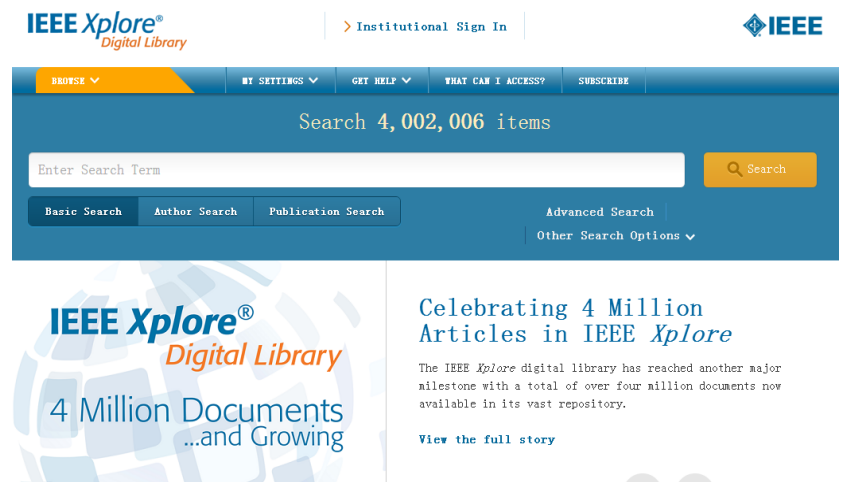 IEEE Xplore®
Digital Library
Institutional Sign In
IEEE
BROWSE
MY SETTINGS
GET HELP
WHAT CAN I ACCESS?
SUBSCRIBE
Search 4,002,006 items
Enter Search Term
Search
Basic Search
Author Search
Publication Search
Advanced Search
Other Search Options
IEEE Xplore®
Digital Library
4 Million Documents
...and Growing
Celebrating 4 Million
Articles in IEEE Xplore
The IEEE Xplore digital library has reached another major
milestone with a total of over four million documents now
available in its vast repository.
View the full story